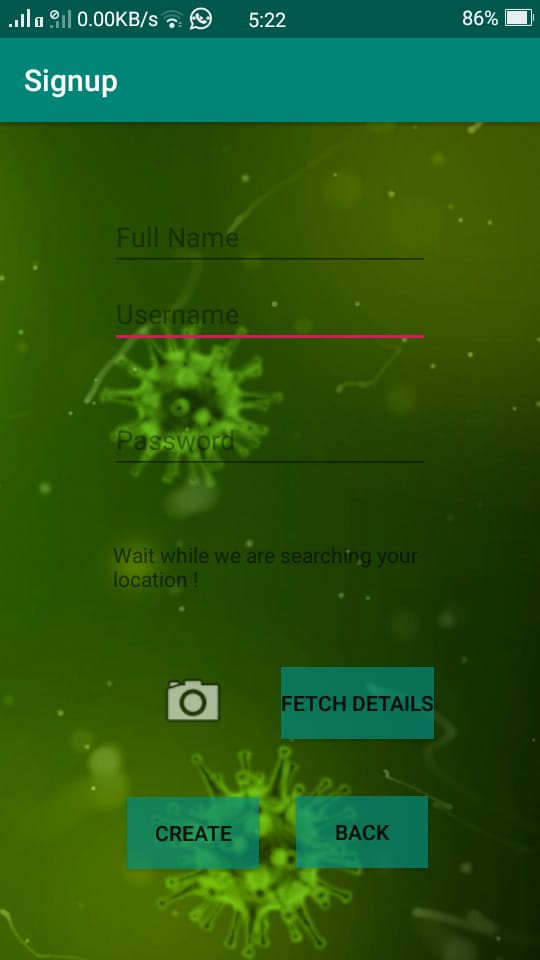 0.00KB/s 5:22 86%
Signup
Full Name
Username
Password
Wait while we are searching your
location !
FETCH DETAILS
CREATE BACK